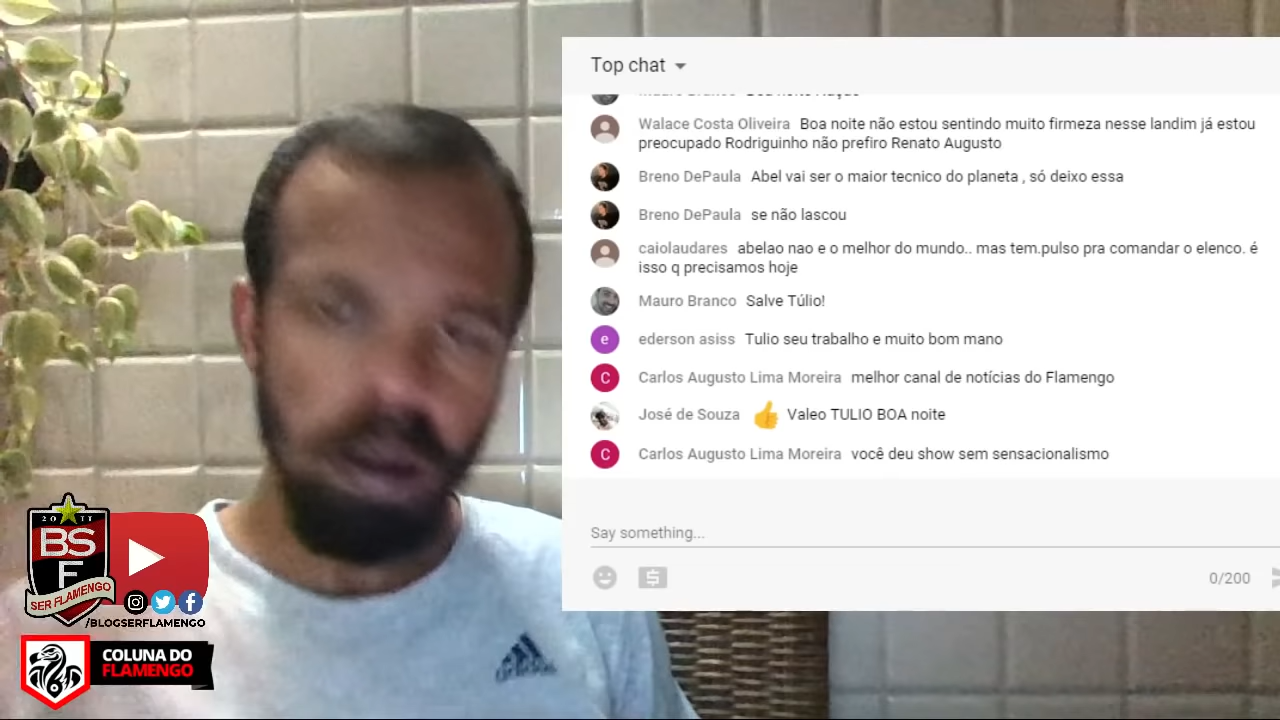 Top chat
Walace Costa Oliveira Boa noite não estou sentindo muito firmeza nesse landim já estou
preocupado Rodriguinho não prefiro Renato Augusto
Breno DePaula Abel vai ser o maior tecnico do planeta , só deixo essa
Breno DePaula se não lascou
caiolaudares abelao nao e o melhor do mundo.. mas tem.pulso pra comandar o elenco. é
isso q precisamos hoje
Mauro Branco Salve Túlio!
e
ederson asiss Tulio seu trabalho e muito bom mano
C
Carlos Augusto Lima Moreira melhor canal de notícias do Flamengo
José de Souza 👍 Valeo TULIO BOA noite
C
Carlos Augusto Lima Moreira você deu show sem sensacionalismo
Say something...
0/200
20 11
BS
F
SER FLAMENGO
/BLOGSERFLAMENGO
COLUNA DO
FLAMENGO
adidas